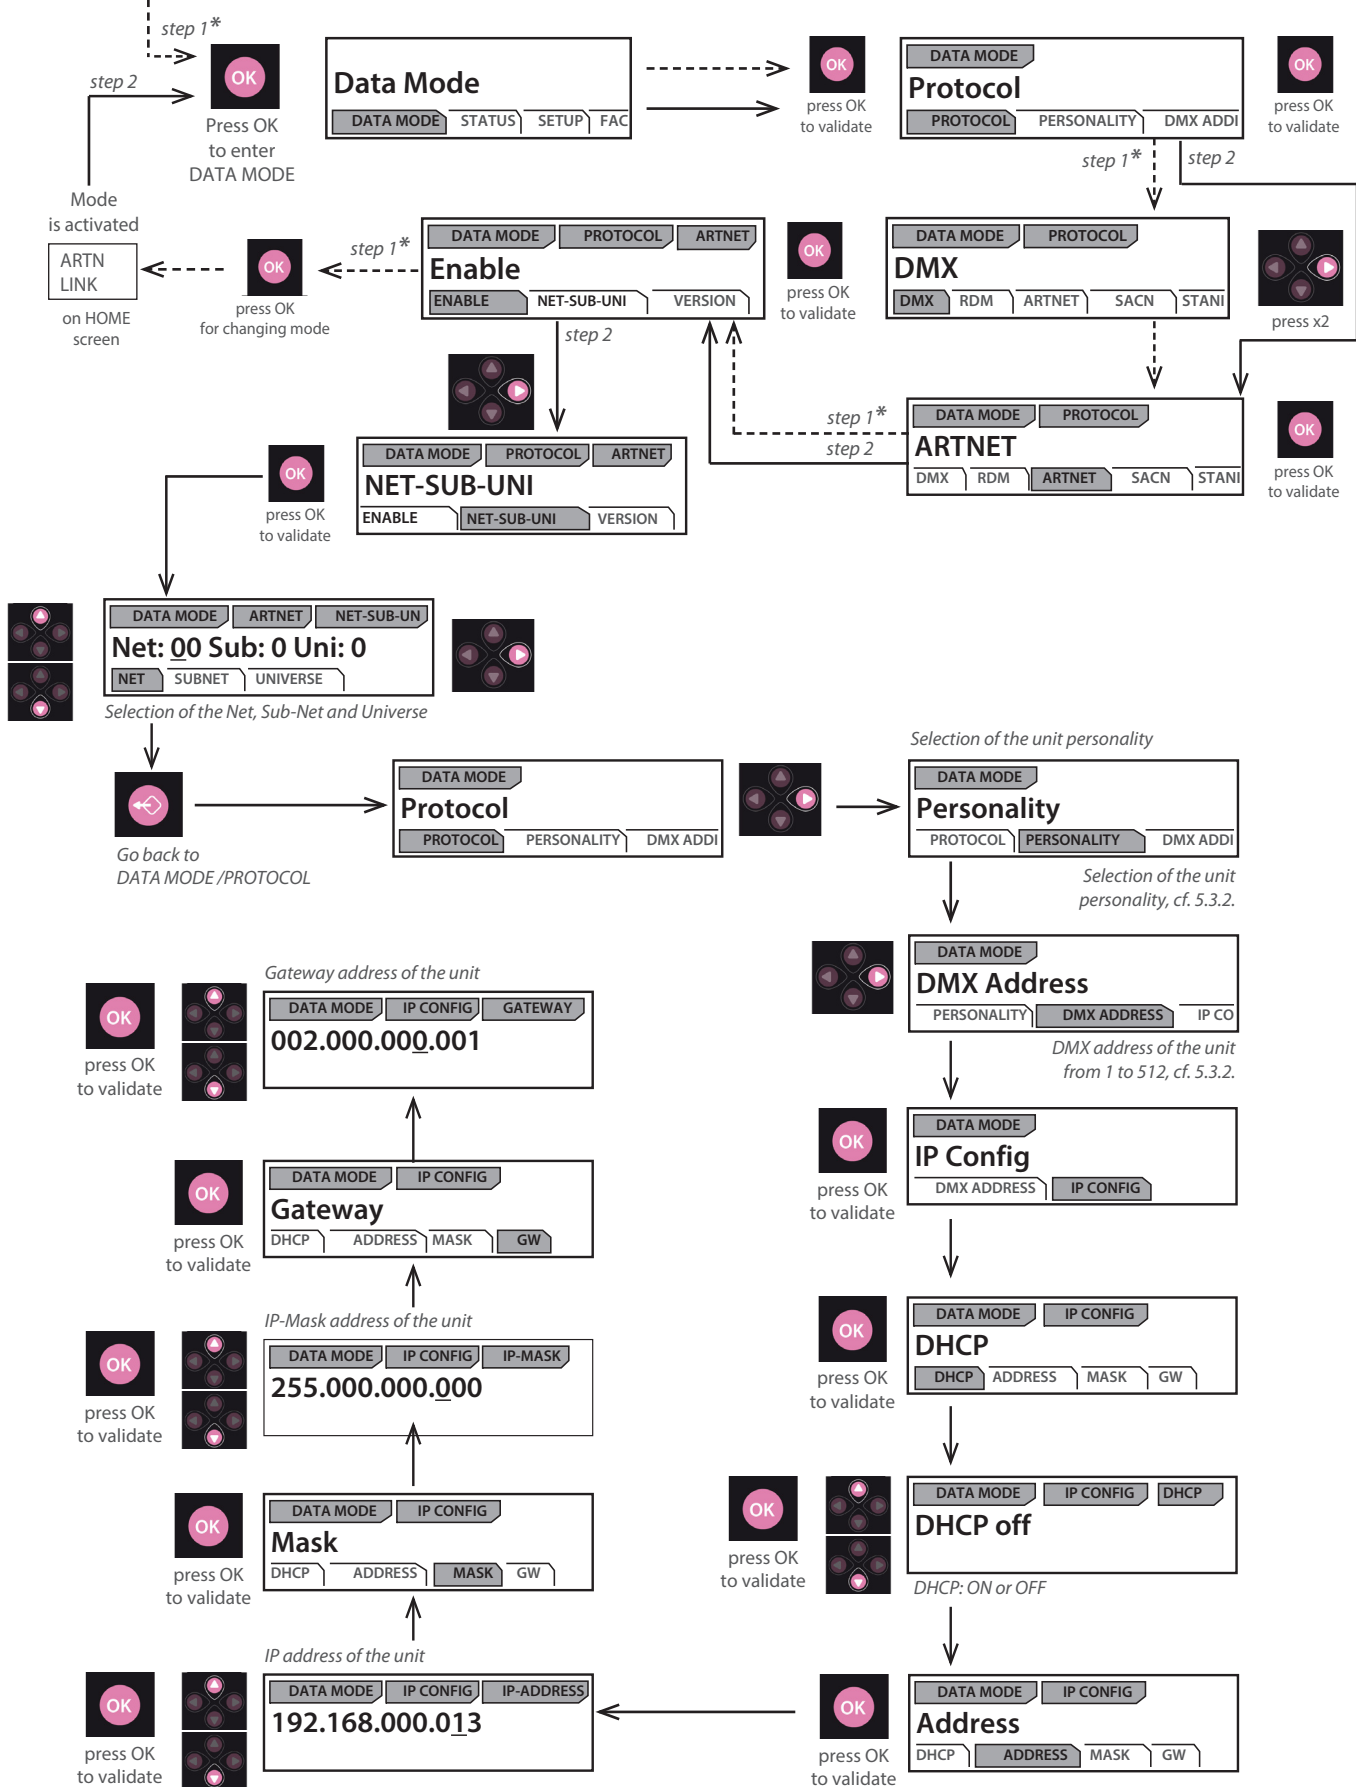 step 1*
step 2
OK
Press OK
to enter
DATA MODE
Data Mode
DATA MODE STATUS SETUP FAC
OK
press OK
to validate
DATA MODE
Protocol
PROTOCOL PERSONALITY DMX ADDI
OK
press OK
to validate
step 1* step 2
Mode
is activated
ARTN
LINK
on HOME
screen
OK
press OK
for changing mode
step 1*
DATA MODE PROTOCOL ARTNET
Enable
ENABLE NET-SUB-UNI VERSION
OK
press OK
to validate
DATA MODE PROTOCOL
DMX
DMX RDM ARTNET SACN STANI
press x2
step 2
step 1*
step 2
DATA MODE PROTOCOL
ARTNET
DMX RDM ARTNET SACN STANI
OK
press OK
to validate
OK
press OK
to validate
DATA MODE PROTOCOL ARTNET
NET-SUB-UNI
ENABLE NET-SUB-UNI VERSION
DATA MODE ARTNET NET-SUB-UN
Net: 00 Sub: 0 Uni: 0
NET SUBNET UNIVERSE
Selection of the Net, Sub-Net and Universe
Go back to
DATA MODE /PROTOCOL
DATA MODE
Protocol
PROTOCOL PERSONALITY DMX ADDI
Selection of the unit personality
DATA MODE
Personality
PROTOCOL PERSONALITY DMX ADDI
Selection of the unit
personality, cf. 5.3.2.
DATA MODE
DMX Address
PERSONALITY DMX ADDRESS IP CO
DMX address of the unit
from 1 to 512, cf. 5.3.2.
OK
press OK
to validate
DATA MODE
IP Config
DMX ADDRESS IP CONFIG
OK
press OK
to validate
DATA MODE IP CONFIG
DHCP
DHCP ADDRESS MASK GW
OK
press OK
to validate
DATA MODE IP CONFIG DHCP
DHCP off
DHCP: ON or OFF
OK
press OK
to validate
DATA MODE IP CONFIG
Address
DHCP ADDRESS MASK GW
Gateway address of the unit
OK
press OK
to validate
DATA MODE IP CONFIG GATEWAY
002.000.000.001
OK
press OK
to validate
DATA MODE IP CONFIG
Gateway
DHCP ADDRESS MASK GW
IP-Mask address of the unit
OK
press OK
to validate
DATA MODE IP CONFIG IP-MASK
255.000.000.000
OK
press OK
to validate
DATA MODE IP CONFIG
Mask
DHCP ADDRESS MASK GW
IP address of the unit
OK
press OK
to validate
DATA MODE IP CONFIG IP-ADDRESS
192.168.000.013